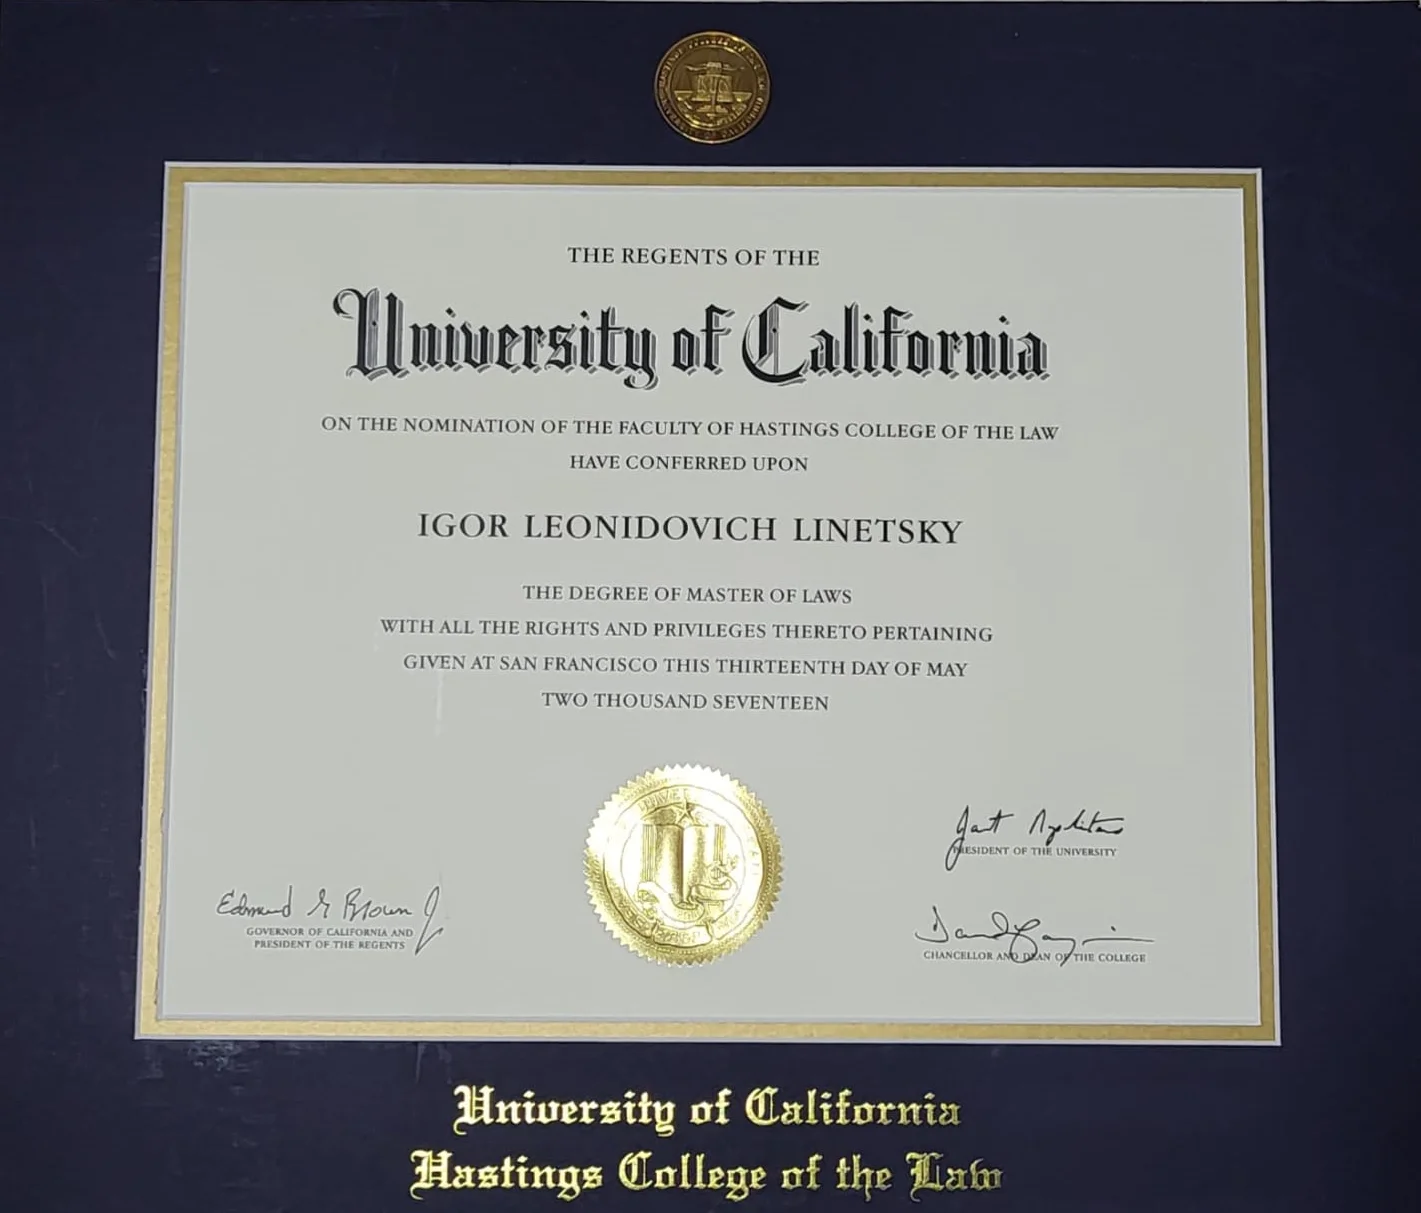 THE REGENTS OF THE
University of California
ON THE NOMINATION OF THE FACULTY OF HASTINGS COLLEGE OF THE LAW
HAVE CONFERRED UPON
IGOR LEONIDOVICH LINETSKY
THE DEGREE OF MASTER OF LAWS
WITH ALL THE RIGHTS AND PRIVILEGES THERETO PERTAINING
GIVEN AT SAN FRANCISCO THIS THIRTEENTH DAY OF MAY
TWO THOUSAND SEVENTEEN
PRESIDENT OF THE UNIVERSITY
Edmund G Brown Jr
GOVERNOR OF CALIFORNIA AND
PRESIDENT OF THE REGENTS
CHANCELLOR AND DEAN OF THE COLLEGE
University of California
Hastings College of the Law